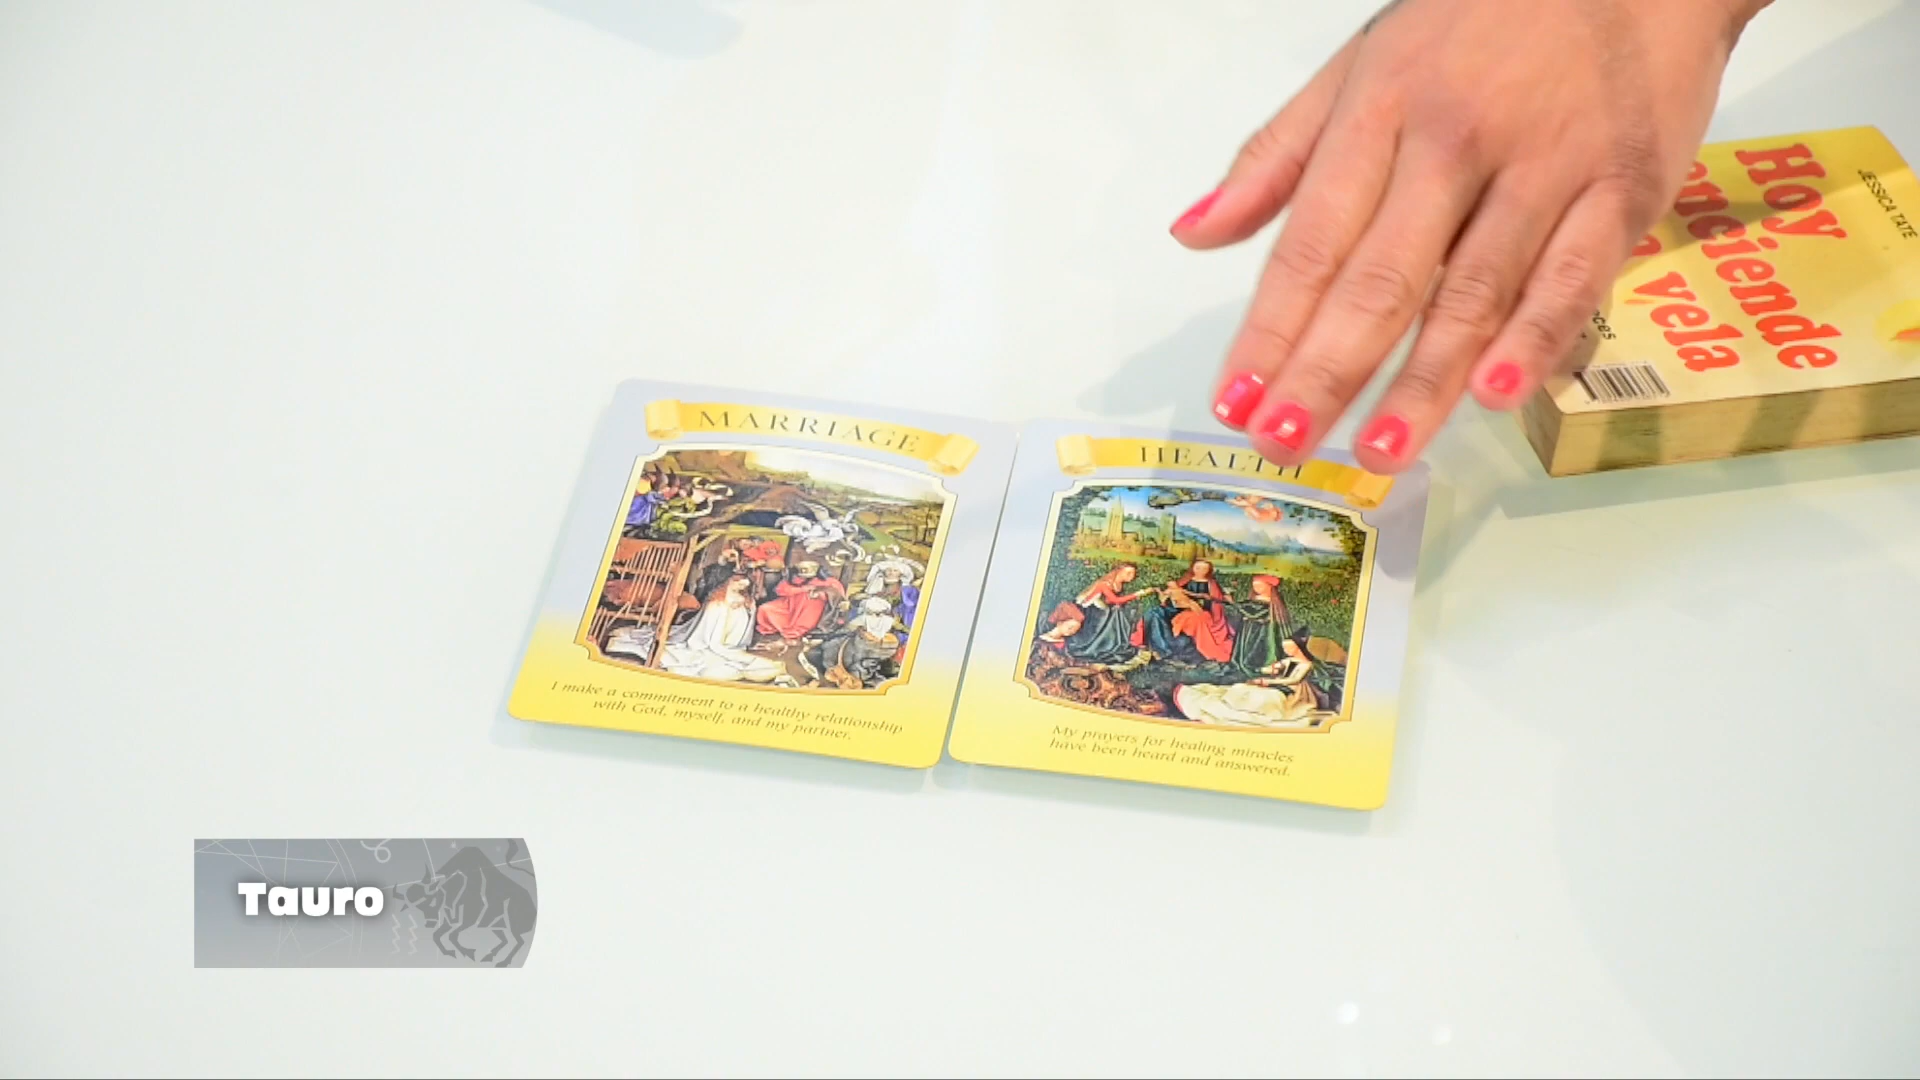 MARRIAGE
I make a commitment to a healthy relationship
with God, myself, and my partner.
HEALTH
My prayers for healing miracles
have been heard and answered.
JESSICA TATE
Hoy
enciende
vela
Tauro